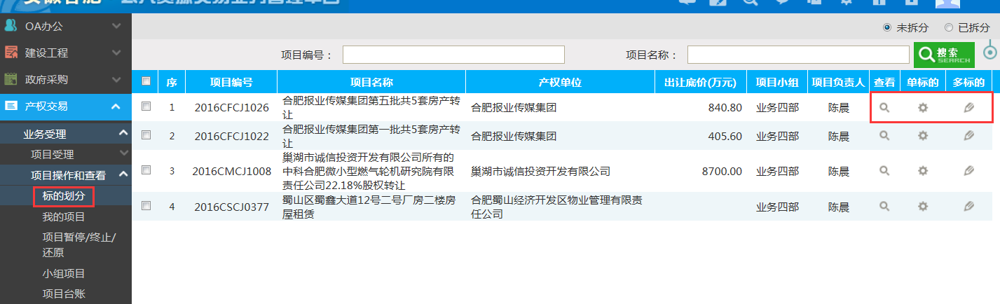 OA办公
建设工程
政府采购
产权交易
业务受理
项目受理
项目操作和查看
标的划分
我的项目
项目暂停/终止/
还原
小组项目
项目台账
未拆分 已拆分
项目编号： 项目名称： 搜索
SEARCH
序 项目编号 项目名称 产权单位 出让底价(万元) 项目小组 项目负责人 查看 单标的 多标的
1 2016CFCJ1026 合肥报业传媒集团第五批共5套房产转 合肥报业传媒集团 840.80 业务四部 陈晨
让
2 2016CFCJ1022 合肥报业传媒集团第一批共5套房产转 合肥报业传媒集团 405.60 业务四部 陈晨
让
巢湖市诚信投资开发有限公司所有的
3 2016CMCJ1008 中科合肥微小型燃气轮机研究院有限 巢湖市诚信投资开发有限公司 8700.00 业务四部 陈晨
责任公司22.18%股权转让
4 2016CSCJ0377 蜀山区蜀鑫大道12号二号厂房二楼房 合肥蜀山经济开发区物业管理有限责 业务四部 陈晨
屋租赁 任公司